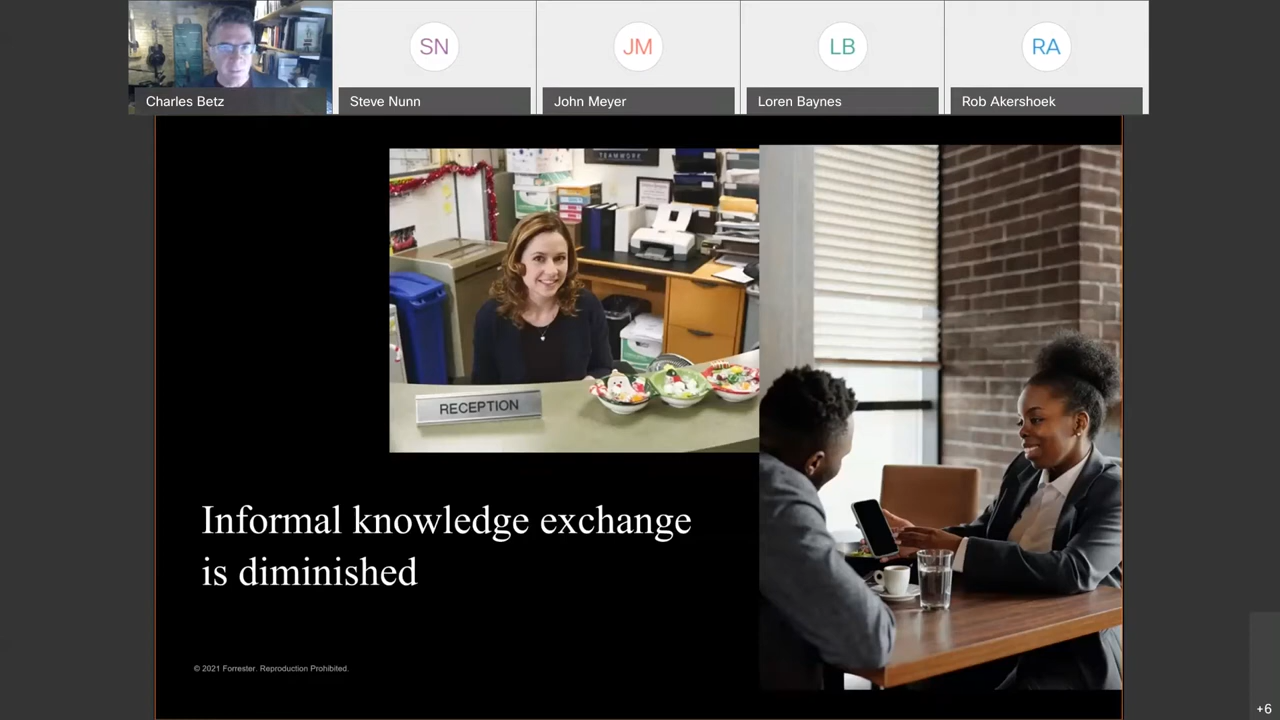 SN
JM
LB
RA
Charles Betz
Steve Nunn
John Meyer
Loren Baynes
Rob Akershoek
TEAMWORK
RECEPTION
Informal knowledge exchange
is diminished
© 2021 Forrester. Reproduction Prohibited.
+6